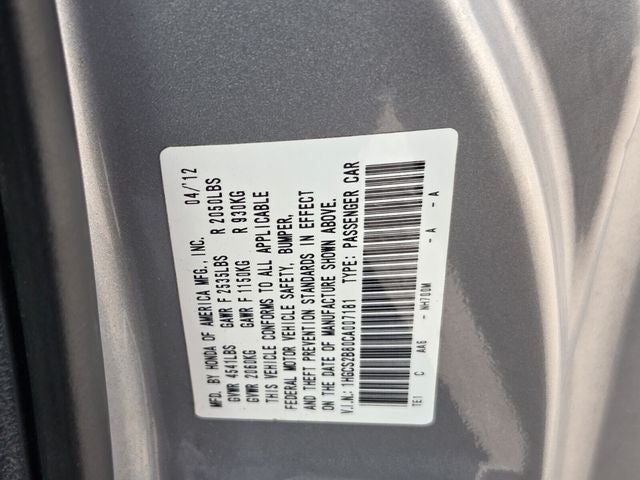 MFD. BY HONDA OF AMERICA MFG., INC. 04/'12
GVWR 4541LBS GAWR F 2535LBS R 2050LBS
GVWR 2060KG GAWR F 1150KG R 930KG
THIS VEHICLE CONFORMS TO ALL APPLICABLE
FEDERAL MOTOR VEHICLE SAFETY, BUMPER,
AND THEFT PREVENTION STANDARDS IN EFFECT
ON THE DATE OF MANUFACTURE SHOWN ABOVE.
V.I.N.: 1HGCS2B80CA007181 TYPE: PASSENGER CAR
TE1 C AAG NH700M - A - A